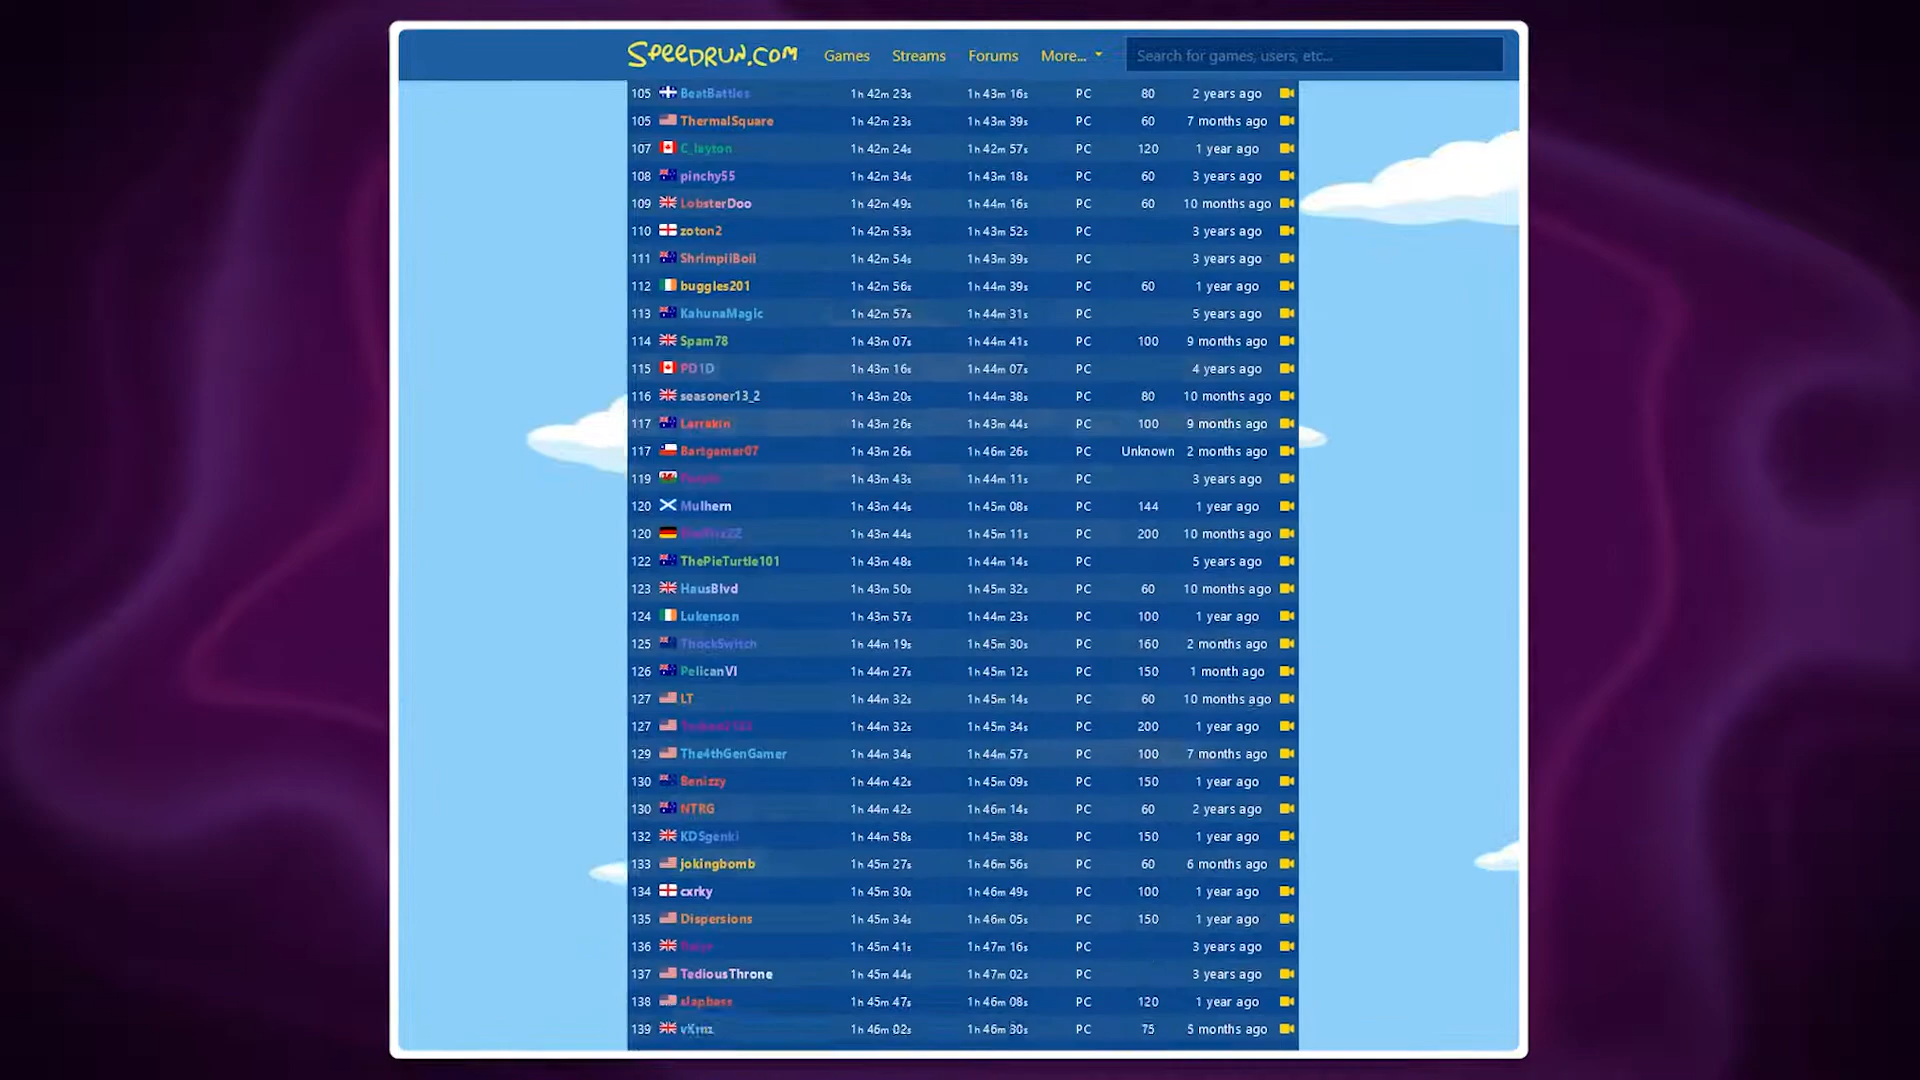 SPEEDRUN.COM Games Streams Forums More... Search for games, users, etc...
105 BeatBattles 1h 42m 23s 1h 43m 16s PC 80 2 years ago
105 ThermalSquare 1h 42m 23s 1h 43m 39s PC 60 7 months ago
107 C_layton 1h 42m 24s 1h 42m 57s PC 120 1 year ago
108 pinchy55 1h 42m 34s 1h 43m 18s PC 60 3 years ago
109 LobsterDoo 1h 42m 49s 1h 44m 16s PC 60 10 months ago
110 zoton2 1h 42m 53s 1h 43m 52s PC 3 years ago
111 ShrimpiiBoii 1h 42m 54s 1h 43m 39s PC 3 years ago
112 buggles201 1h 42m 56s 1h 44m 39s PC 60 1 year ago
113 KahunaMagic 1h 42m 57s 1h 44m 31s PC 5 years ago
114 Spam78 1h 43m 07s 1h 44m 41s PC 100 9 months ago
115 PD1D 1h 43m 16s 1h 44m 07s PC 4 years ago
116 seasoner13_2 1h 43m 20s 1h 44m 38s PC 80 10 months ago
117 Larrakin 1h 43m 26s 1h 43m 44s PC 100 9 months ago
117 Bartgamer07 1h 43m 26s 1h 46m 26s PC Unknown 2 months ago
119 1h 43m 43s 1h 44m 11s PC 3 years ago
120 Mulhern 1h 43m 44s 1h 45m 08s PC 144 1 year ago
120 1h 43m 44s 1h 45m 11s PC 200 10 months ago
122 ThePieTurtle101 1h 43m 48s 1h 44m 14s PC 5 years ago
123 HausBlvd 1h 43m 50s 1h 45m 32s PC 60 10 months ago
124 Lukenson 1h 43m 57s 1h 44m 23s PC 100 1 year ago
125 ThockSwitch 1h 44m 19s 1h 45m 30s PC 160 2 months ago
126 PelicanVI 1h 44m 27s 1h 45m 12s PC 150 1 month ago
127 LT 1h 44m 32s 1h 45m 14s PC 60 10 months ago
127 1h 44m 32s 1h 45m 34s PC 200 1 year ago
129 The4thGenGamer 1h 44m 34s 1h 44m 57s PC 100 7 months ago
130 Benizzy 1h 44m 42s 1h 45m 09s PC 150 1 year ago
130 NTRG 1h 44m 42s 1h 46m 14s PC 60 2 years ago
132 KDSgenki 1h 44m 58s 1h 45m 38s PC 150 1 year ago
133 jokingbomb 1h 45m 27s 1h 46m 56s PC 60 6 months ago
134 cxrky 1h 45m 30s 1h 46m 49s PC 100 1 year ago
135 Dispersions 1h 45m 34s 1h 46m 05s PC 150 1 year ago
136 1h 45m 41s 1h 47m 16s PC 3 years ago
137 TediousThrone 1h 45m 44s 1h 47m 02s PC 3 years ago
138 slapbass 1h 45m 47s 1h 46m 08s PC 120 1 year ago
139 1h 46m 02s 1h 46m 30s PC 75 5 months ago